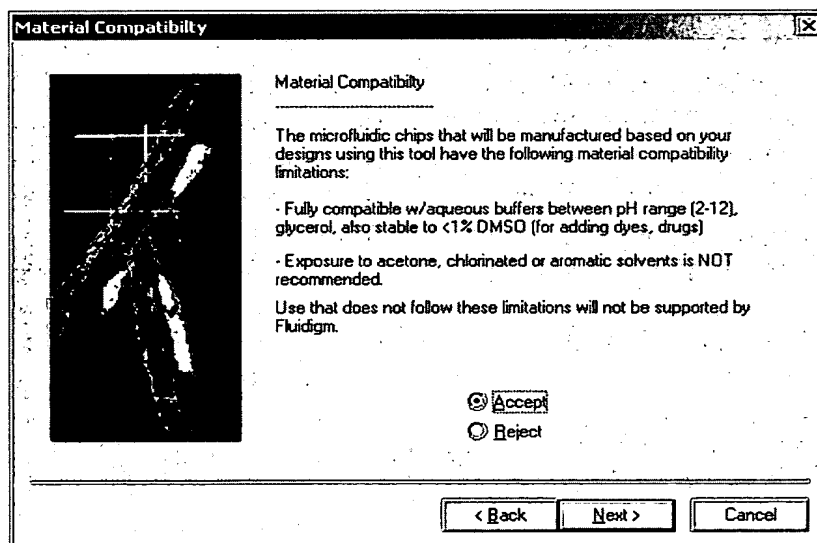 Material Compatibilty
Material Compatibilty
The microfluidic chips that will be manufactured based on your
designs using this tool have the following material compatibility
limitations:
- Fully compatible w/aqueous buffers between pH range (2-12),
glycerol, also stable to <1% DMSO (for adding dyes, drugs)
- Exposure to acetone, chlorinated or aromatic solvents is NOT
recommended.
Use that does not follow these limitations will not be supported by
Fluidigm.
Accept
Reject
< Back
Next >
Cancel